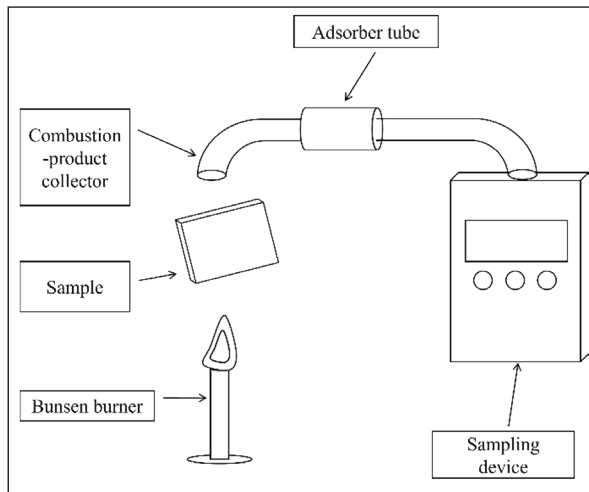 Adsorber tube
Combustion
-product
collector
Sample
Bunsen burner
Sampling
device